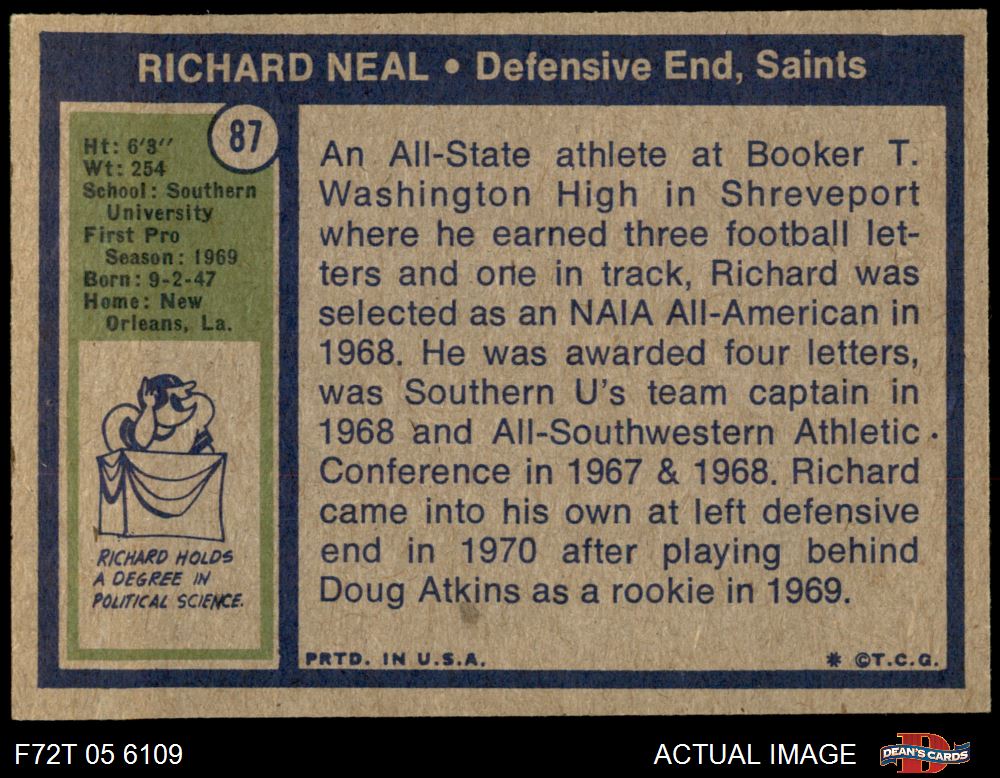 RICHARD NEAL • Defensive End, Saints
87
Ht: 6'3''
Wt: 254
School: Southern
University
First Pro
Season: 1969
Born: 9-2-47
Home: New
Orleans, La.
RICHARD HOLDS
A DEGREE IN
POLITICAL SCIENCE.
An All-State athlete at Booker T.
Washington High in Shreveport
where he earned three football let-
ters and one in track, Richard was
selected as an NAIA All-American in
1968. He was awarded four letters,
was Southern U's team captain in
1968 and All-Southwestern Athletic
Conference in 1967 & 1968. Richard
came into his own at left defensive
end in 1970 after playing behind
Doug Atkins as a rookie in 1969.
PRTD. IN U.S.A.
* ©T.C.G.
F72T 05 6109
ACTUAL IMAGE
D
DEAN'S CARDS